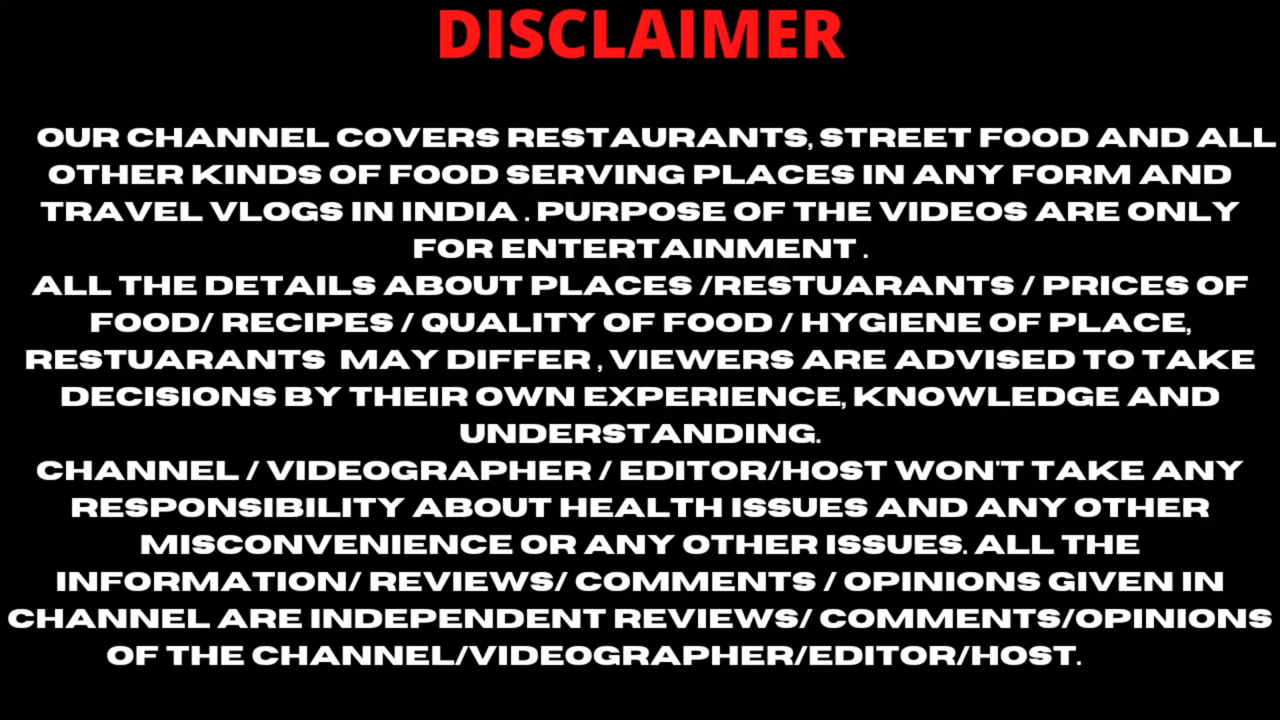 DISCLAIMER
OUR CHANNEL COVERS RESTAURANTS, STREET FOOD AND ALL
OTHER KINDS OF FOOD SERVING PLACES IN ANY FORM AND
TRAVEL VLOGS IN INDIA . PURPOSE OF THE VIDEOS ARE ONLY
FOR ENTERTAINMENT .
ALL THE DETAILS ABOUT PLACES /RESTUARANTS / PRICES OF
FOOD/ RECIPES / QUALITY OF FOOD / HYGIENE OF PLACE,
RESTUARANTS MAY DIFFER , VIEWERS ARE ADVISED TO TAKE
DECISIONS BY THEIR OWN EXPERIENCE, KNOWLEDGE AND
UNDERSTANDING.
CHANNEL / VIDEOGRAPHER / EDITOR/HOST WON'T TAKE ANY
RESPONSIBILITY ABOUT HEALTH ISSUES AND ANY OTHER
MISCONVENIENCE OR ANY OTHER ISSUES. ALL THE
INFORMATION/ REVIEWS/ COMMENTS / OPINIONS GIVEN IN
CHANNEL ARE INDEPENDENT REVIEWS/ COMMENTS/OPINIONS
OF THE CHANNEL/VIDEOGRAPHER/EDITOR/HOST.